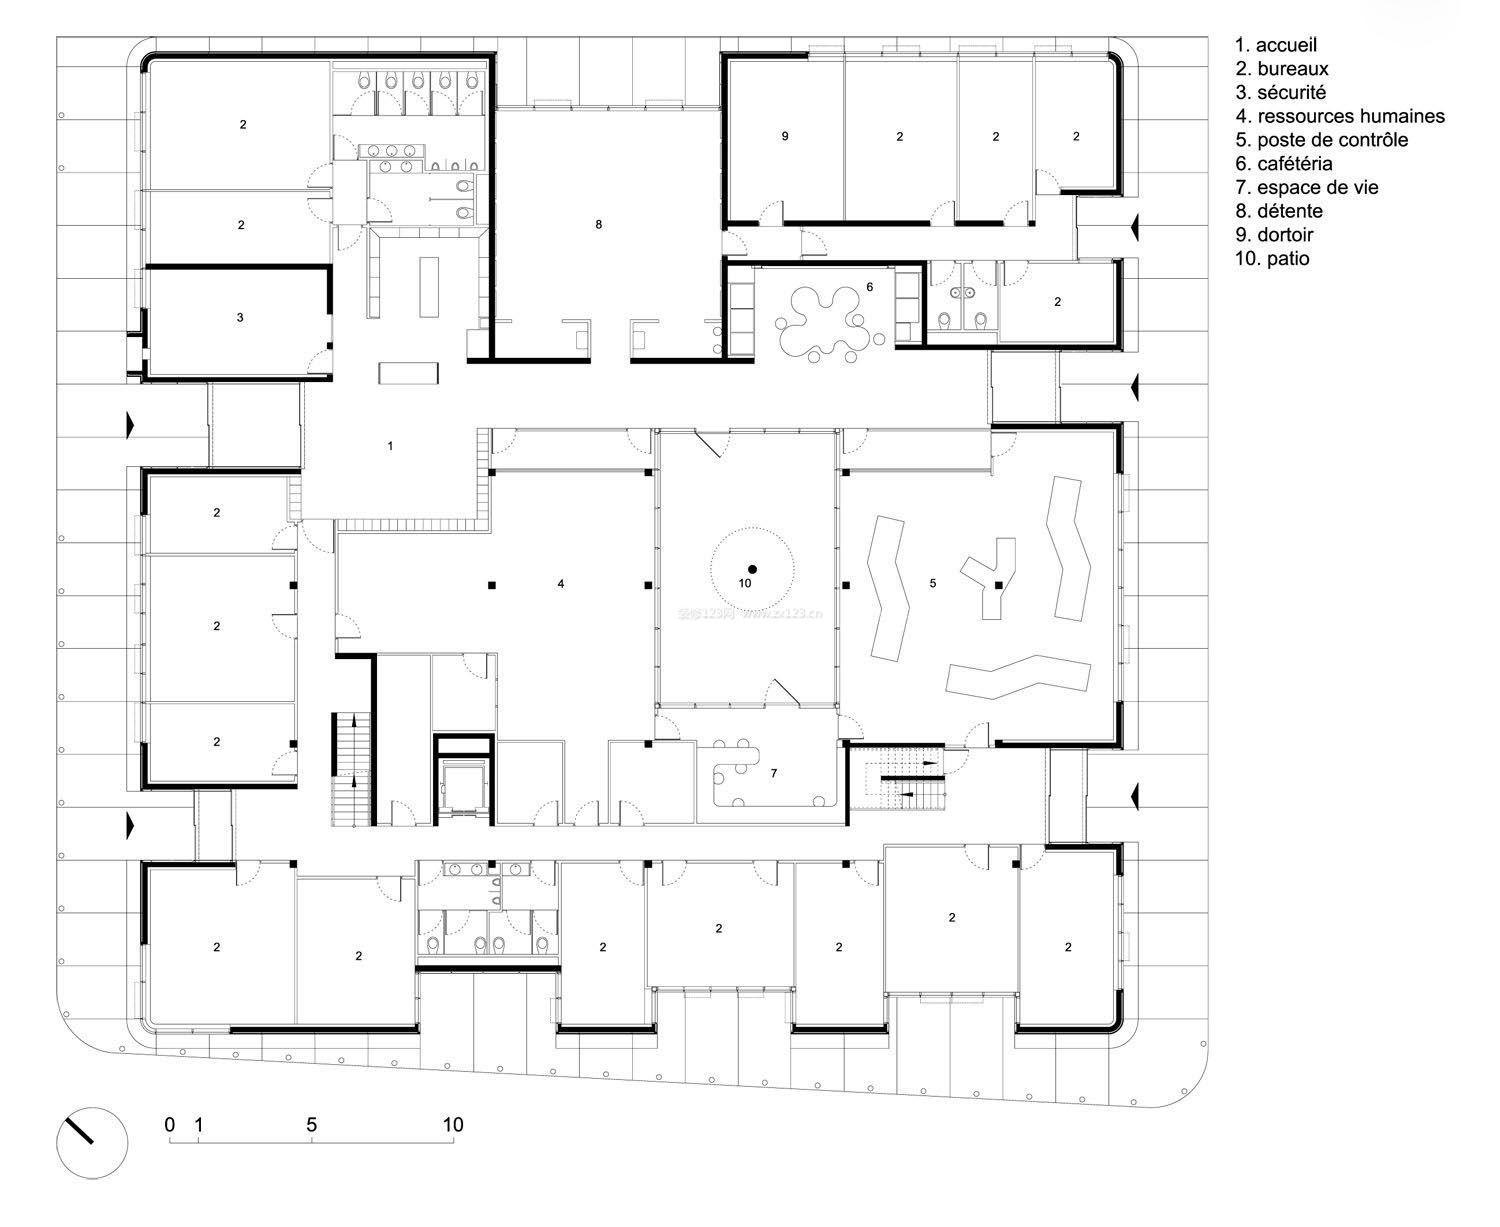 1. accueil
2. bureaux
3. sécurité
4. ressources humaines
5. poste de contrôle
6. cafétéria
7. espace de vie
8. détente
9. dortoir
10. patio
2
9
2
2
2
2
8
6
2
3
1
2
4
10
5
装修123网 www.zx123.cn
2
2
7
2
2
2
2
2
2
2
0 1 5 10